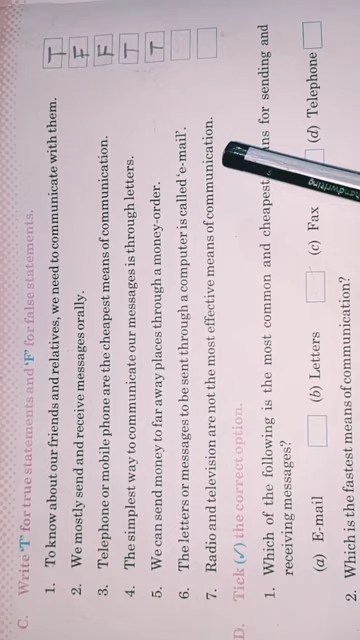 C. Write 'T' for true statements and 'F' for false statements.
1. To know about our friends and relatives, we need to communicate with them. T
2. We mostly send and receive messages orally. F
3. Telephone or mobile phone are the cheapest means of communication. F
4. The simplest way to communicate our messages is through letters. T
5. We can send money to far away places through a money-order. T
6. The letters or messages to be sent through a computer is called 'e-mail'.
7. Radio and television are not the most effective means of communication.
D. Tick (✓) the correct option.
1. Which of the following is the most common and cheapest ns for sending and
receiving messages?
(a) E-mail (b) Letters (c) Fax (d) Telephone
2. Which is the fastest means of communication?